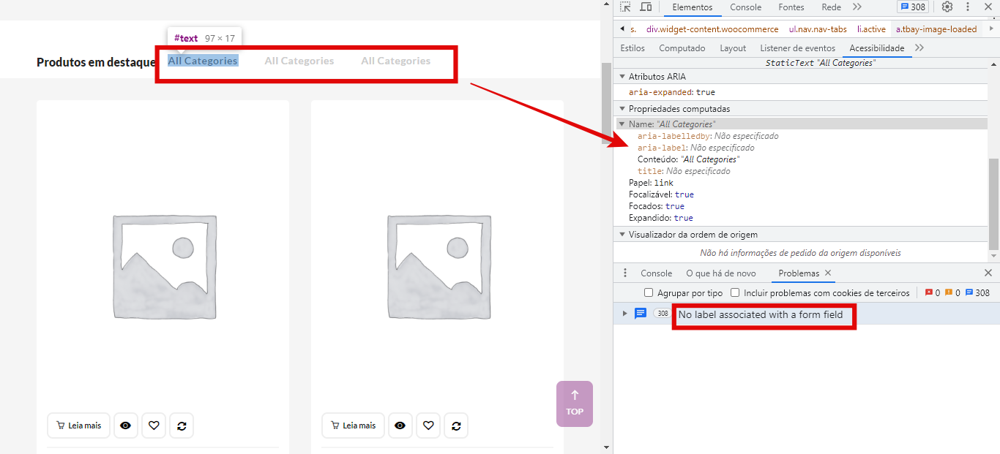 #text 97 × 17
Produtos em destaque All Categories All Categories All Categories
Leia mais
Leia mais
TOP
Elementos Console Fontes Rede >> 308
s. div.widget-content.woocommerce ul.nav.nav-tabs li.active a.tbay-image-loaded
Estilos Computado Layout Listener de eventos Acessibilidade >>
StaticText "All Categories"
Atributos ARIA
aria-expanded: true
Propriedades computadas
Name: "All Categories"
aria-labelledby: Não especificado
aria-label: Não especificado
Conteúdo: "All Categories"
title: Não especificado
Papel: link
Focalizável: true
Focados: true
Expandido: true
Visualizador da ordem de origem
Não há informações de pedido da origem disponíveis
Console O que há de novo Problemas
Agrupar por tipo Incluir problemas com cookies de terceiros 0 0 308
308 No label associated with a form field